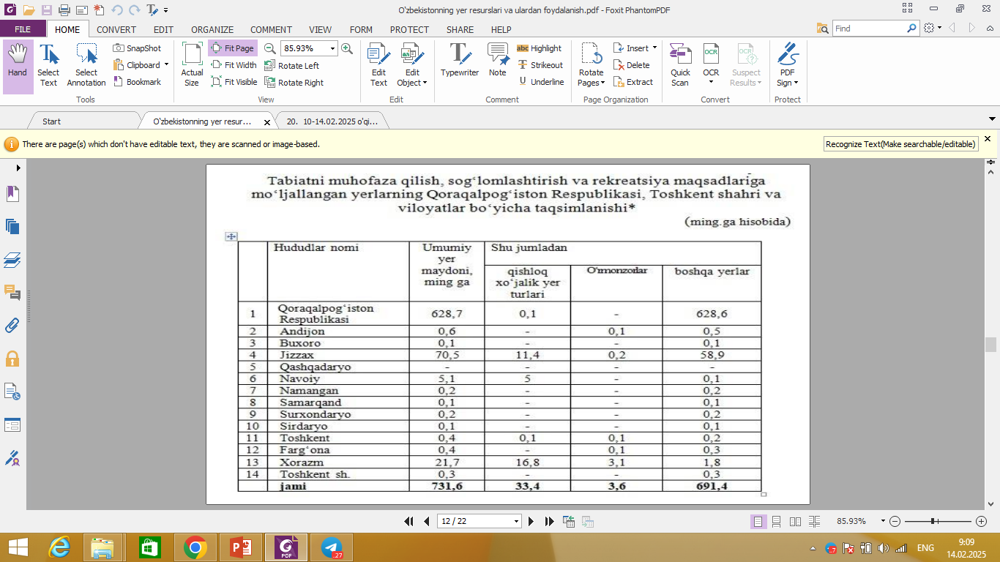 O'zbekistonning yer resurslari va ulardan foydalanish.pdf - Foxit PhantomPDF
FILE HOME CONVERT EDIT ORGANIZE COMMENT VIEW FORM PROTECT SHARE HELP
Find
Hand
Select Text
Select Annotation
SnapShot
Clipboard
Bookmark
Tools
Actual Size
Fit Page
Fit Width
Fit Visible
85.93%
Rotate Left
Rotate Right
View
Edit Text
Edit Object
Edit
Typewriter
Note
Highlight
Strikeout
Underline
Comment
Rotate Pages
Insert
Delete
Extract
Page Organization
Quick Scan
OCR
Suspect Results
Convert
PDF Sign
Protect
Start
O'zbekistonning yer resur...
20. 10-14.02.2025 o'qi...
There are page(s) which don't have editable text, they are scanned or image-based.
Recognize Text(Make searchable/editable)
Tabiatni muhofaza qilish, sog‘lomlashtirish va rekreatsiya maqsadlariga
mo‘ljallangan yerlarning Qoraqalpog‘iston Respublikasi, Toshkent shahri va
viloyatlar bo‘yicha taqsimlanishi*
(ming.ga hisobida)
Hududlar nomi
Umumiy yer maydoni, ming ga
Shu jumladan
qishloq xo‘jalik yer turlari
O‘rmonzorlar
boshqa yerlar
1 Qoraqalpog‘iston Respublikasi 628,7 0,1 - 628,6
2 Andijon 0,6 - 0,1 0,5
3 Buxoro 0,1 - - 0,1
4 Jizzax 70,5 11,4 0,2 58,9
5 Qashqadaryo - - - -
6 Navoiy 5,1 5 - 0,1
7 Namangan 0,2 - - 0,2
8 Samarqand 0,1 - - 0,1
9 Surxondaryo 0,2 - - 0,2
10 Sirdaryo 0,1 - - 0,1
11 Toshkent 0,4 0,1 0,1 0,2
12 Farg‘ona 0,4 - 0,1 0,3
13 Xorazm 21,7 16,8 3,1 1,8
14 Toshkent sh. 0,3 - - 0,3
jami 731,6 33,4 3,6 691,4
12 / 22
85.93%
ENG
9:09
14.02.2025